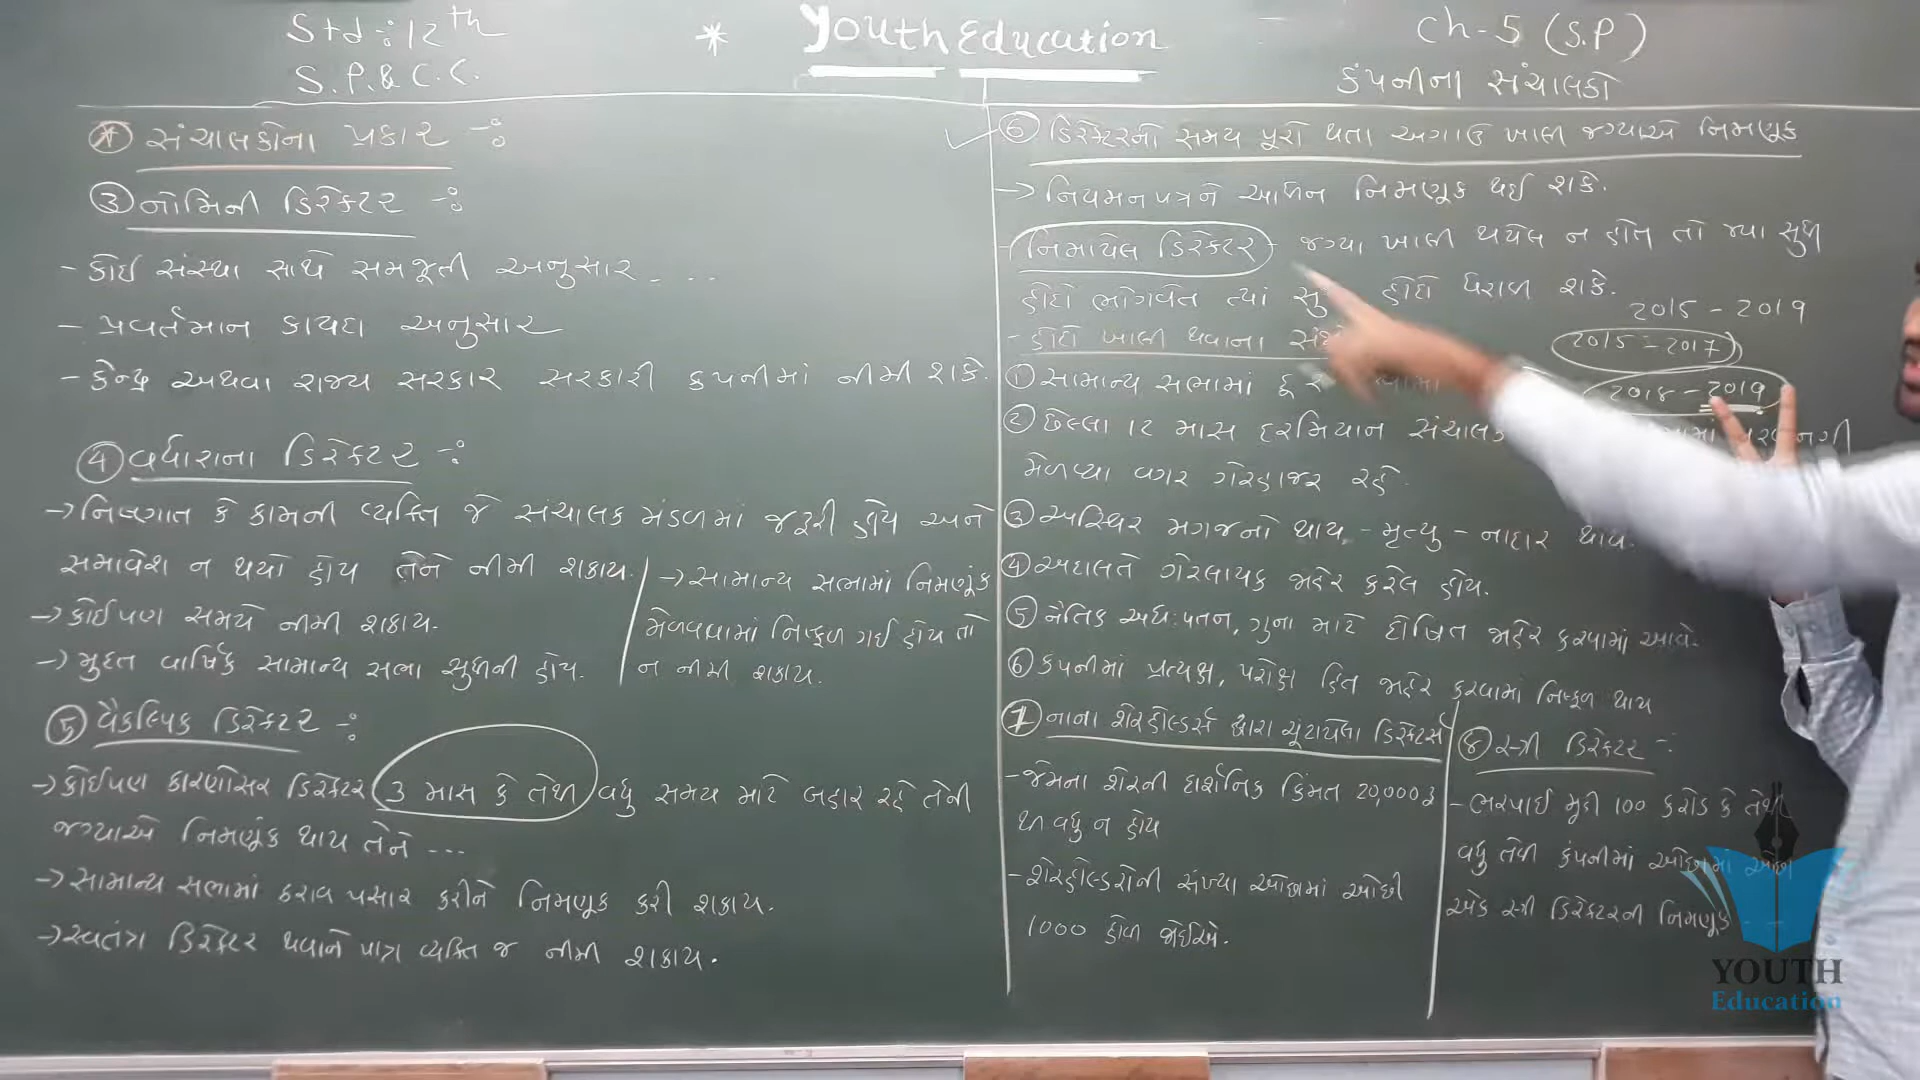 Std : 12th
S.P.& C.C.
* Youth Education
Ch-5 (S.P)
કંપનીના સંચાલકો
* સંચાલકોના પ્રકાર -:
③ નોમિની ડિરેક્ટર -:
- કોઈ સંસ્થા સાથે સમજૂતી અનુસાર - ...
- પ્રવર્તમાન કાયદા અનુસાર
- કેન્દ્ર અથવા રાજ્ય સરકાર સરકારી કંપનીમાં નીમી શકે.
④ વધારાના ડિરેક્ટર -:
→ નિષ્ણાત કે કામની વ્યક્તિ જે સંચાલક મંડળમાં જરૂરી હોય અને
સમાવેશ ન થયો હોય તેને નીમી શકાય.
→ કોઈપણ સમયે નીમી શકાય.
→ મુદત વાર્ષિક સામાન્ય સભા સુધીની હોય.
→ સામાન્ય સભામાં નિમણૂંક
મેળવવામાં નિષ્ફળ ગઈ હોય તો
ન નીમી શકાય.
⑤ વૈકલ્પિક ડિરેક્ટર -:
→ કોઈપણ કારણોસર ડિરેક્ટર 3 માસ કે તેથી વધુ સમય માટે બહાર રહે તેની
જગ્યાએ નિમણૂંક થાય તેને ...
→ સામાન્ય સભામાં ઠરાવ પસાર કરીને નિમણૂક કરી શકાય.
→ સ્વતંત્ર ડિરેક્ટર થવાને પાત્ર વ્યક્તિ જ નીમી શકાય.
⑥ ડિરેક્ટરની સમય પૂરો થતા અગાઉ ખાલી જગ્યાએ નિમણૂક
→ નિયમનપત્રને આધીન નિમણૂક થઈ શકે.
- નિમાયેલ ડિરેક્ટર - જગ્યા ખાલી થયેલ ન હોત તો જ્યા સુધી
હોદ્દો ભોગવત ત્યાં હોદ્દો ધરાવી શકે.
2015 - 2019
2015 - 2017
2018 - 2019
- હોદ્દો ખાલી થવાના
① સામાન્ય સભામાં દૂર
② છેલ્લા 12 માસ દરમિયાન સંચાલક
મેળવ્યા વગર ગેરહાજર રહે.
③ અસ્થિર મગજનો થાય - મૃત્યુ - નાદાર થાય.
④ અદાલતે ગેરલાયક જાહેર કરેલ હોય.
⑤ નૈતિક અધઃપતન, ગુના માટે દોષિત જાહેર કરવામાં આવે.
⑥ કંપનીમાં પ્રત્યક્ષ, પરોક્ષ હિત જાહેર કરવામાં નિષ્ફળ થાય
⑦ નાના શેરહોલ્ડર્સ દ્વારા ચૂંટાયેલા ડિરેક્ટર્સ
- જેમના શેરની દાર્શનિક કિંમત 20,000 રૂ
થી વધુ ન હોય
- શેરહોલ્ડરોની સંખ્યા ઓછામાં ઓછી
1000 હોવી જોઈએ.
⑧ સ્ત્રી ડિરેક્ટર -:
- ભરપાઈ મૂડી 100 કરોડ કે તેથી
વધુ તેવી કંપનીમાં ઓછામાં ઓછી
એક સ્ત્રી ડિરેક્ટરની નિમણૂક
YOUTH
Education